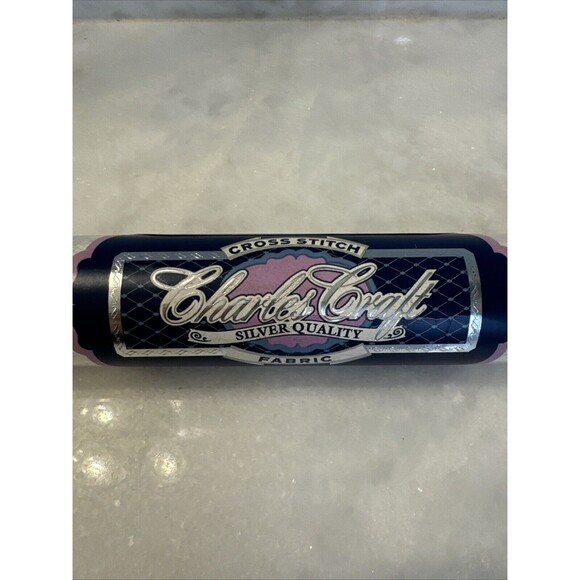 CROSS STITCH
Charles Craft
SILVER QUALITY
FABRIC